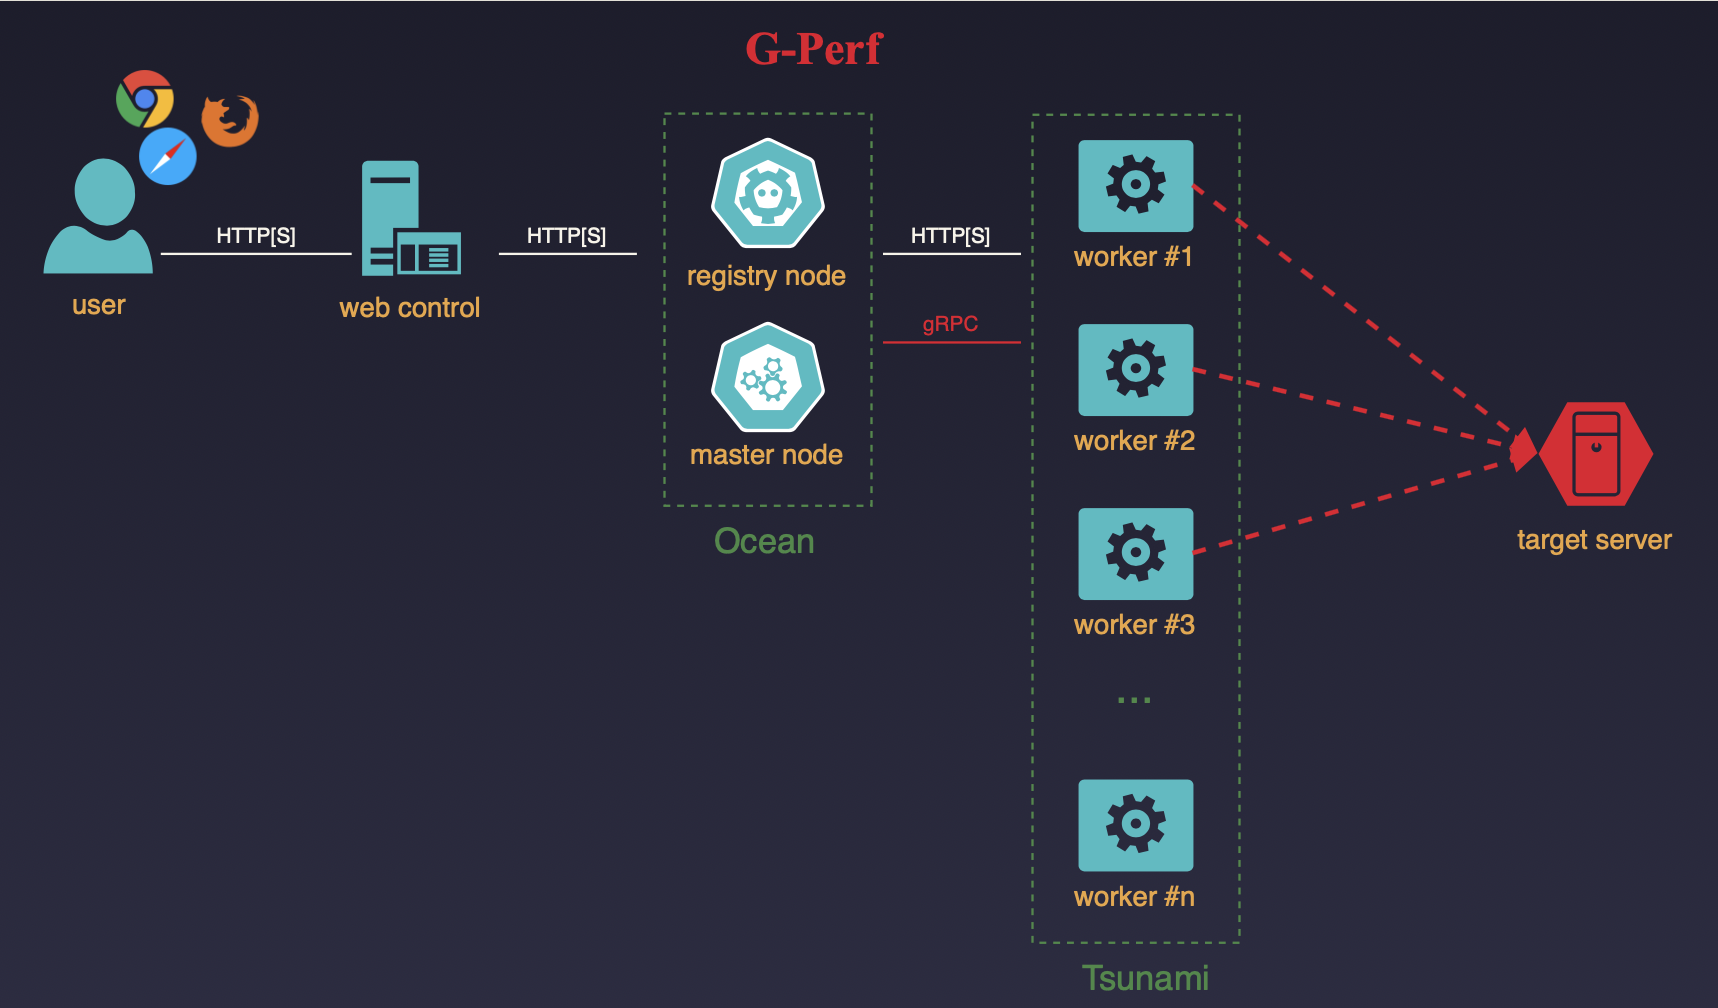 G-Perf
HTTP[S]
HTTP[S]
HTTP[S]
gRPC
user
web control
registry node
master node
Ocean
worker #1
worker #2
worker #3
...
worker #n
Tsunami
target server